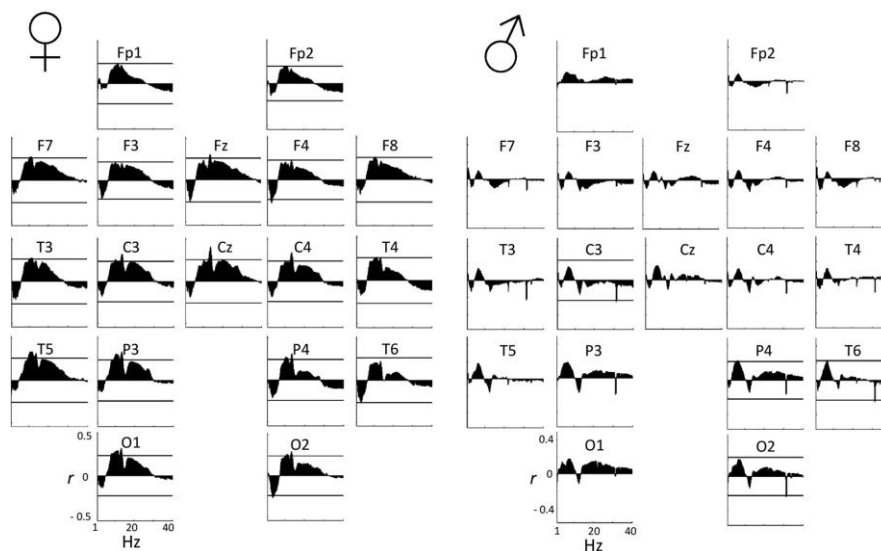 ♀ ♂
Fp1 Fp2 Fp1 Fp2
F7 F3 Fz F4 F8 F7 F3 Fz F4 F8
T3 C3 Cz C4 T4 T3 C3 Cz C4 T4
T5 P3 P4 T6 T5 P3 P4 T6
0.5 O1 O2 0.4 O1 O2
r 0 r 0
- 0.5 - 0.4
1 20 40 1 20 40
Hz Hz